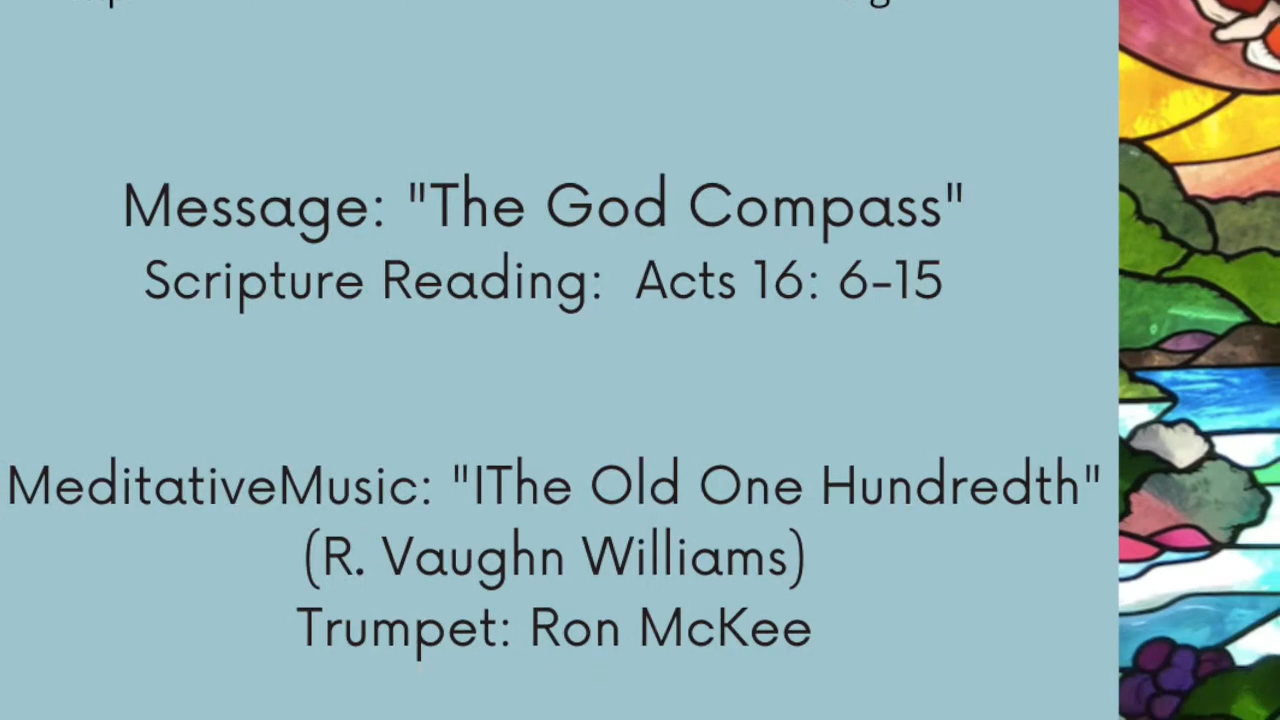 Message: "The God Compass"
Scripture Reading: Acts 16: 6-15
MeditativeMusic: "IThe Old One Hundredth"
(R. Vaughn Williams)
Trumpet: Ron McKee